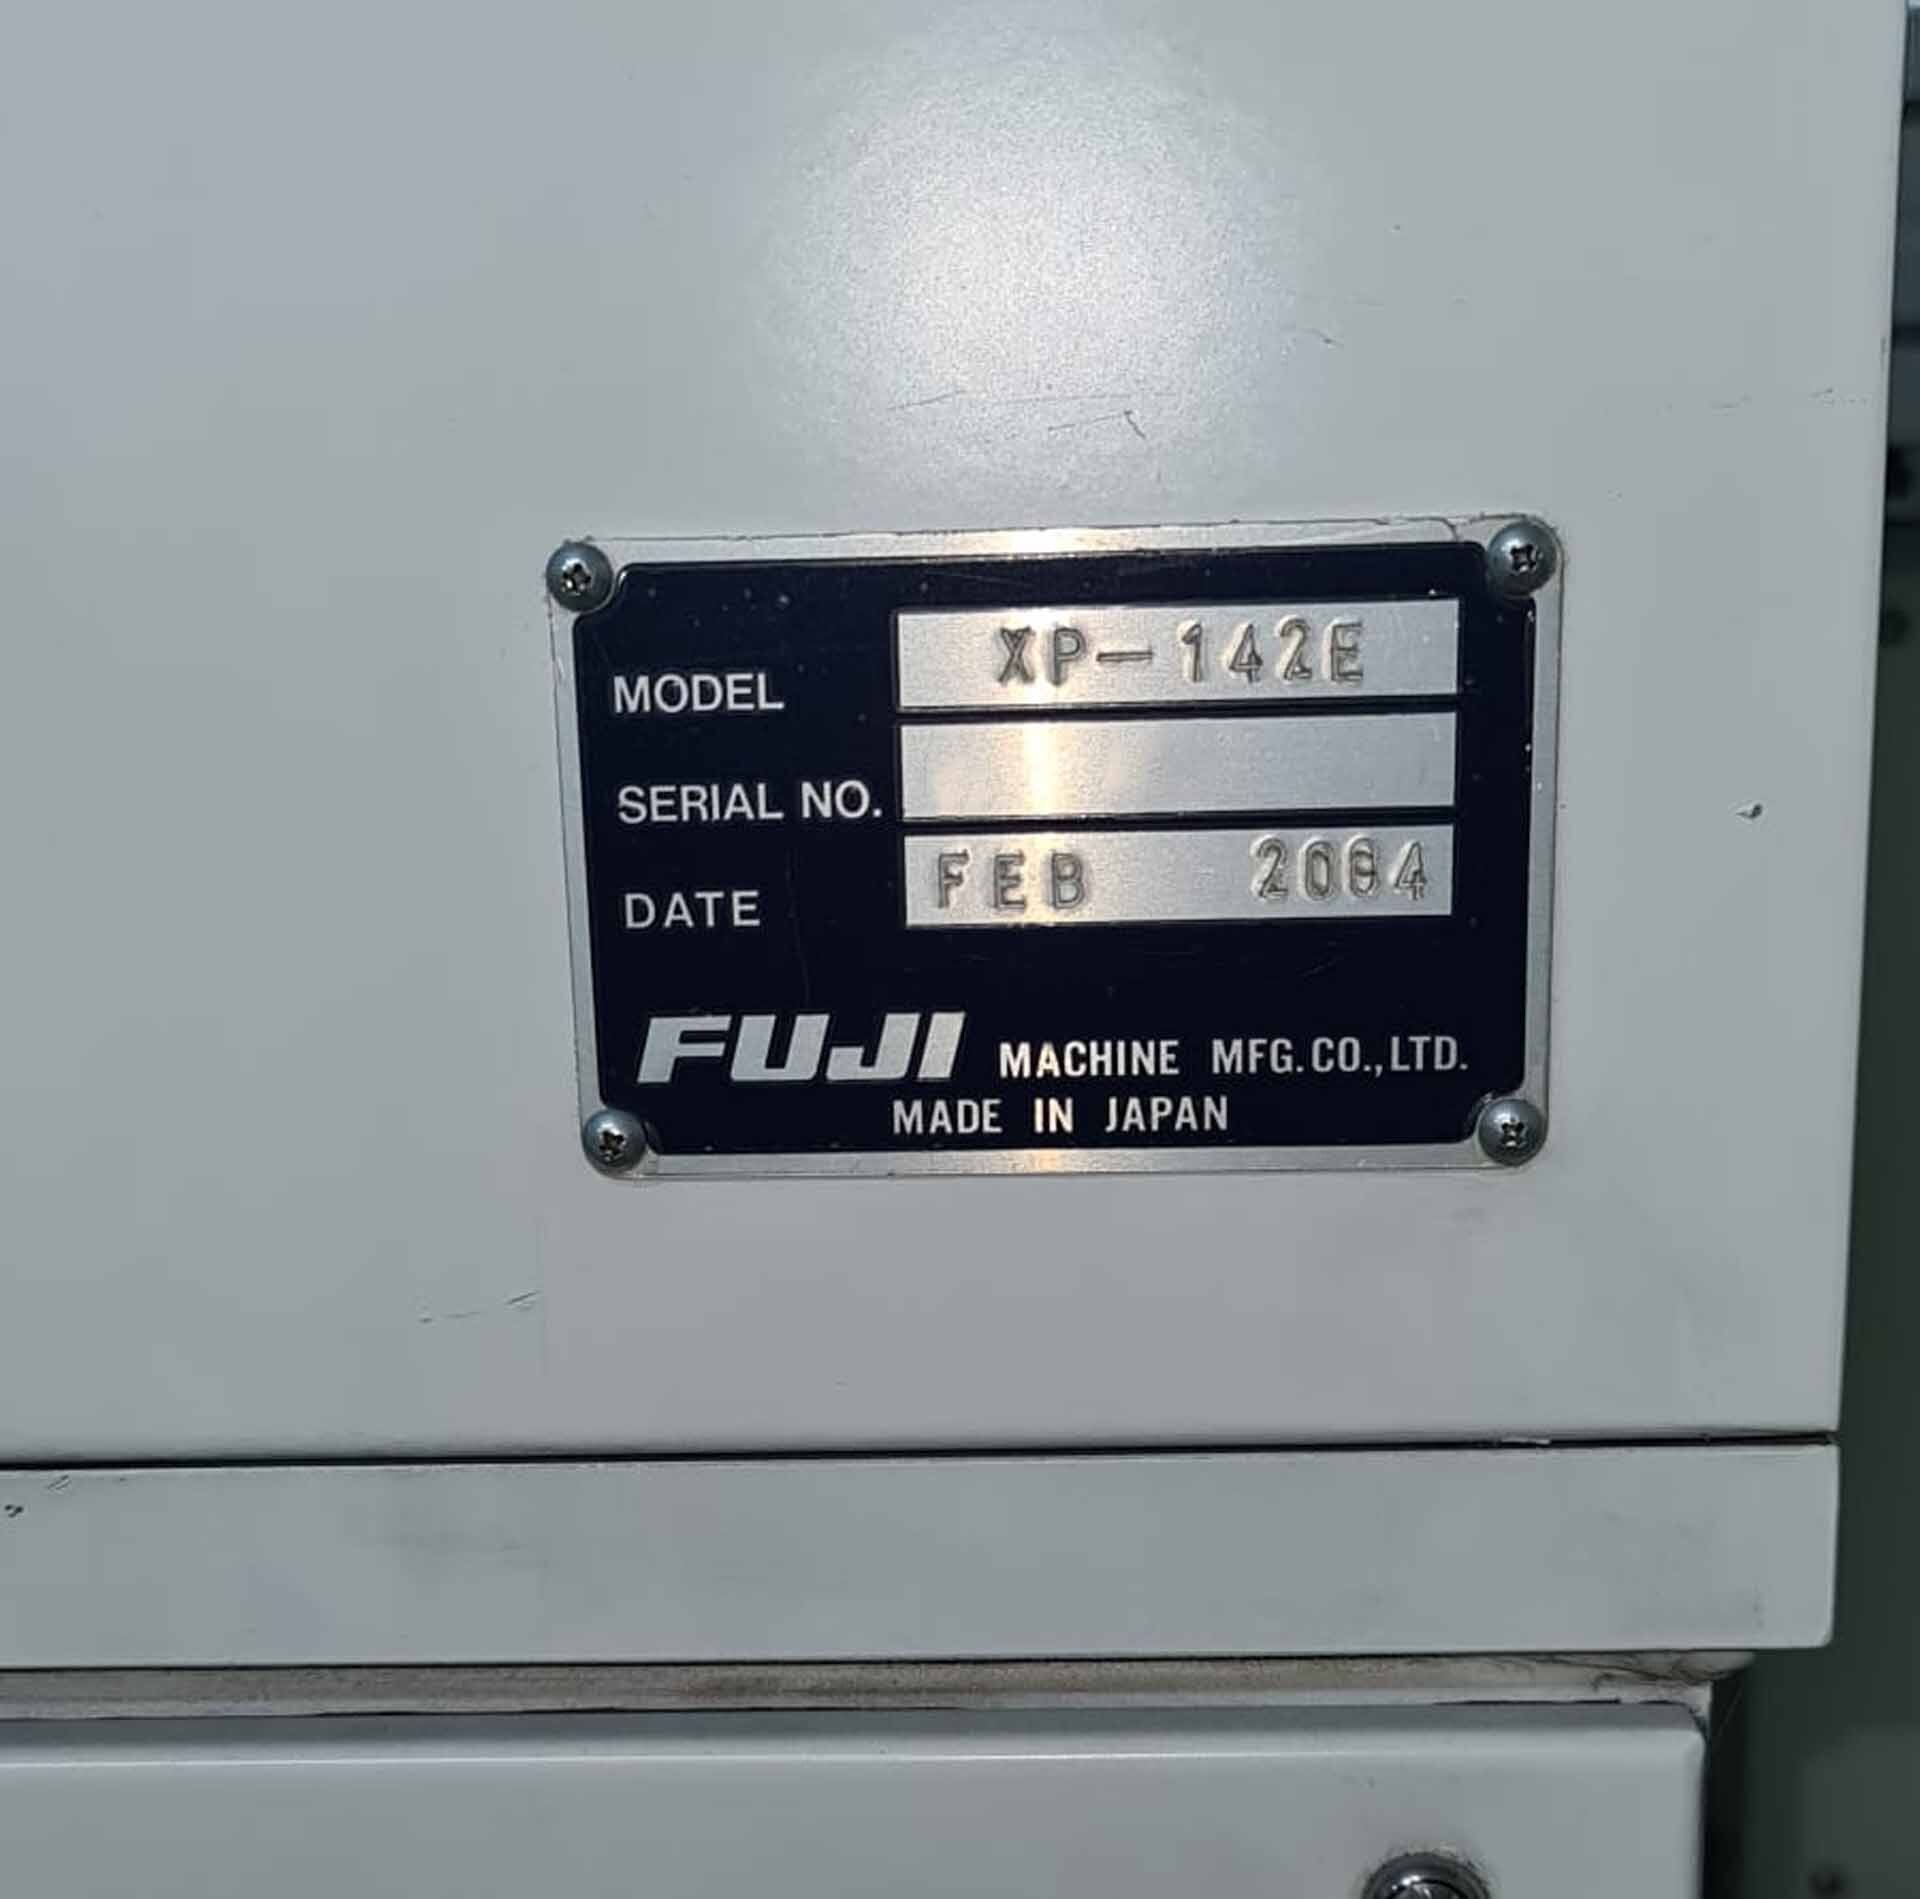 MODEL XP-142E
SERIAL NO.
DATE FEB 2004
FUJI MACHINE MFG. CO., LTD.
MADE IN JAPAN